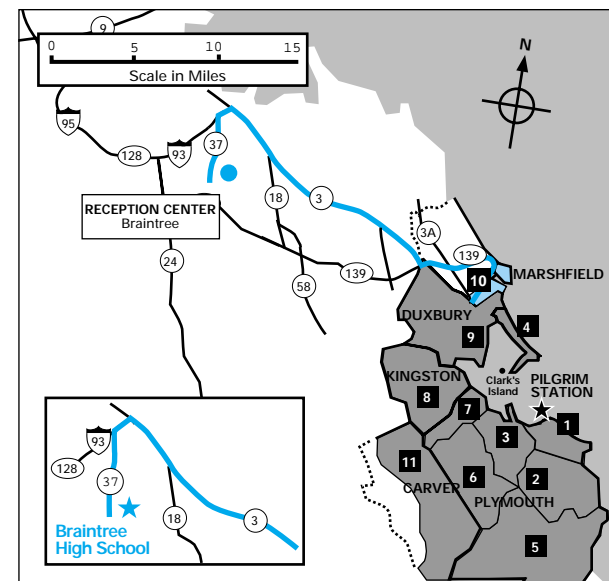 9
0 5 10 15
Scale in Miles
N
95
128
93
37
RECEPTION CENTER
Braintree
18
3
3A
24
139
58
139
MARSHFIELD
10
DUXBURY
4
9
Clark's
Island
PILGRIM
STATION
KINGSTON
8
7
1
3
11
CARVER
6
2
PLYMOUTH
5
93
128
37
18
3
Braintree
High School